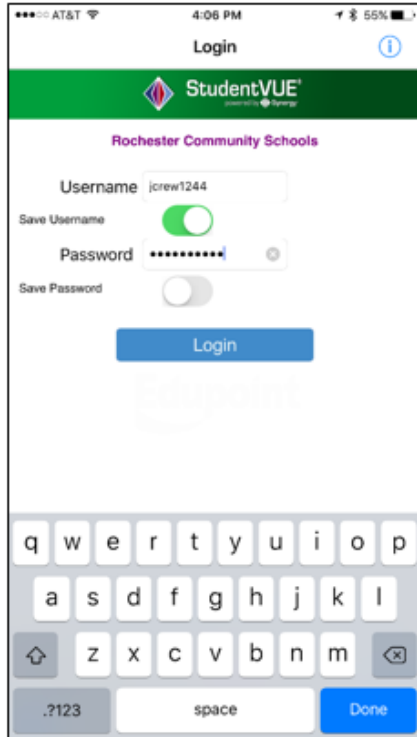 AT&T 4:06 PM 55%
Login
StudentVUE®
powered by Synergy
Rochester Community Schools
Username jcrew1244
Save Username
Password ••••••••••
Save Password
Login
Edupoint
q w e r t y u i o p
a s d f g h j k l
z x c v b n m
.?123 space Done